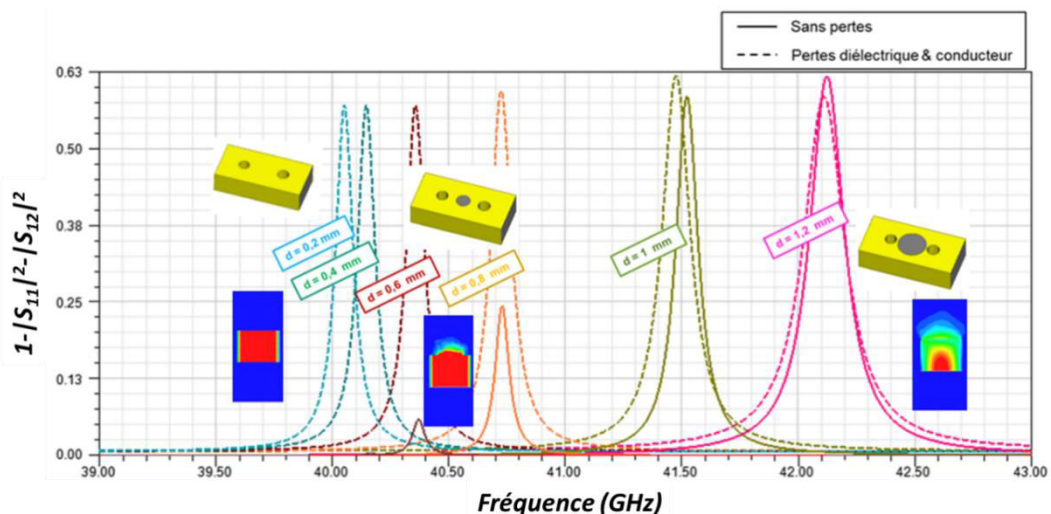 Sans pertes
Pertes diélectrique & conducteur
1-|S11|²-|S12|²
0.63
0.50
0.38
0.25
0.13
0.00
d = 0,2 mm
d = 0,4 mm
d = 0,6 mm
d = 0,8 mm
d = 1 mm
d = 1,2 mm
39.00 39.50 40.00 40.50 41.00 41.50 42.00 42.50 43.00
Fréquence (GHz)